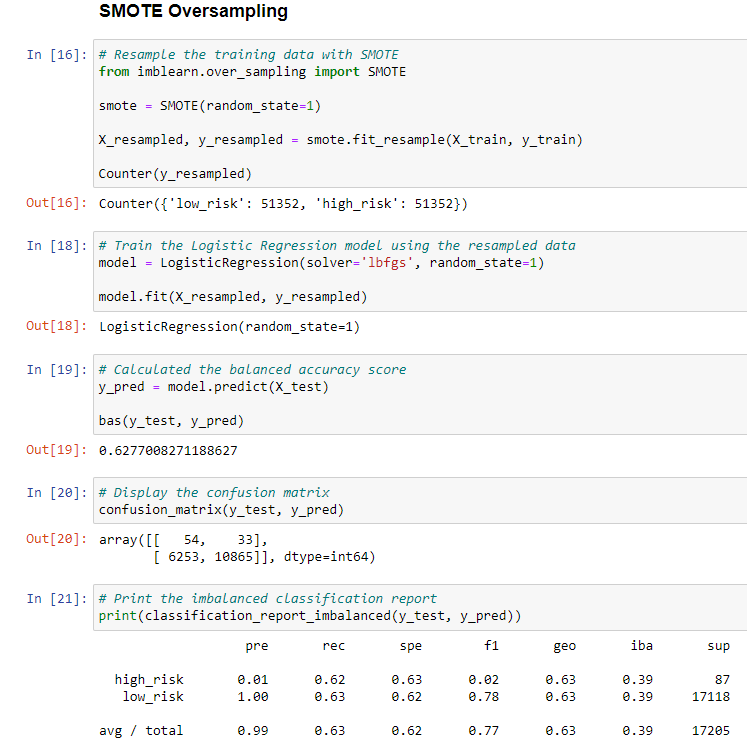 SMOTE Oversampling
In [16]: # Resample the training data with SMOTE
from imblearn.over_sampling import SMOTE
smote = SMOTE(random_state=1)
X_resampled, y_resampled = smote.fit_resample(X_train, y_train)
Counter(y_resampled)
Out[16]: Counter({'low_risk': 51352, 'high_risk': 51352})
In [18]: # Train the Logistic Regression model using the resampled data
model = LogisticRegression(solver='lbfgs', random_state=1)
model.fit(X_resampled, y_resampled)
Out[18]: LogisticRegression(random_state=1)
In [19]: # Calculated the balanced accuracy score
y_pred = model.predict(X_test)
bas(y_test, y_pred)
Out[19]: 0.6277008271188627
In [20]: # Display the confusion matrix
confusion_matrix(y_test, y_pred)
Out[20]: array([[   54,    33],
       [ 6253, 10865]], dtype=int64)
In [21]: # Print the imbalanced classification report
print(classification_report_imbalanced(y_test, y_pred))
pre rec spe f1 geo iba sup
high_risk 0.01 0.62 0.63 0.02 0.63 0.39 87
low_risk 1.00 0.63 0.62 0.78 0.63 0.39 17118
avg / total 0.99 0.63 0.62 0.77 0.63 0.39 17205